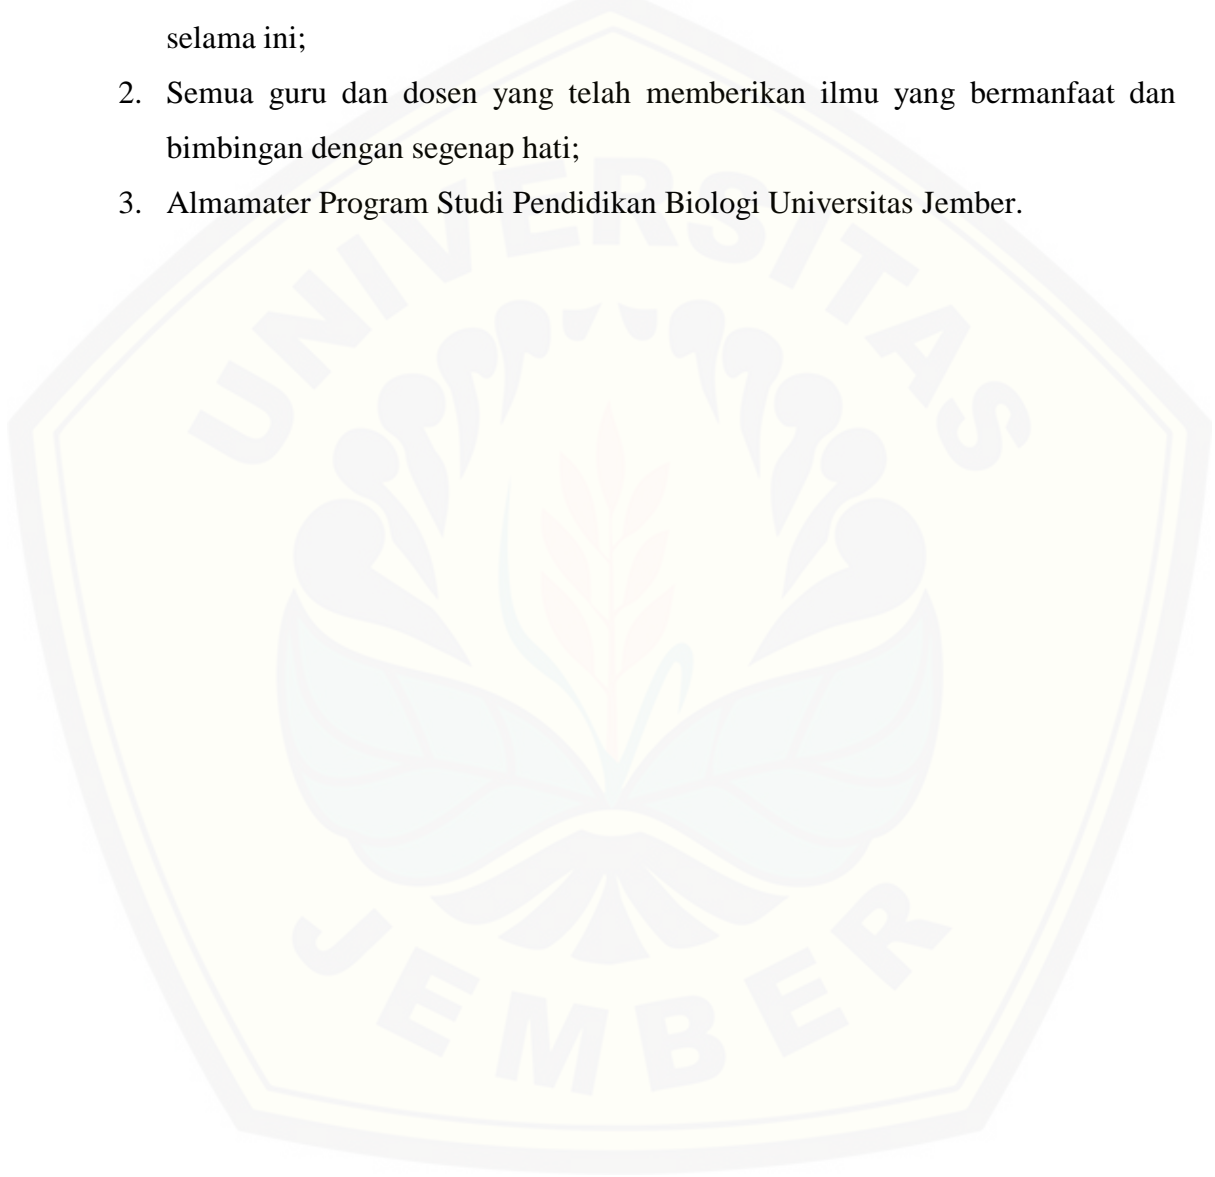 selama ini;
2. Semua guru dan dosen yang telah memberikan ilmu yang bermanfaat dan
bimbingan dengan segenap hati;
3. Almamater Program Studi Pendidikan Biologi Universitas Jember.
UNIVERSITAS
JEMBER